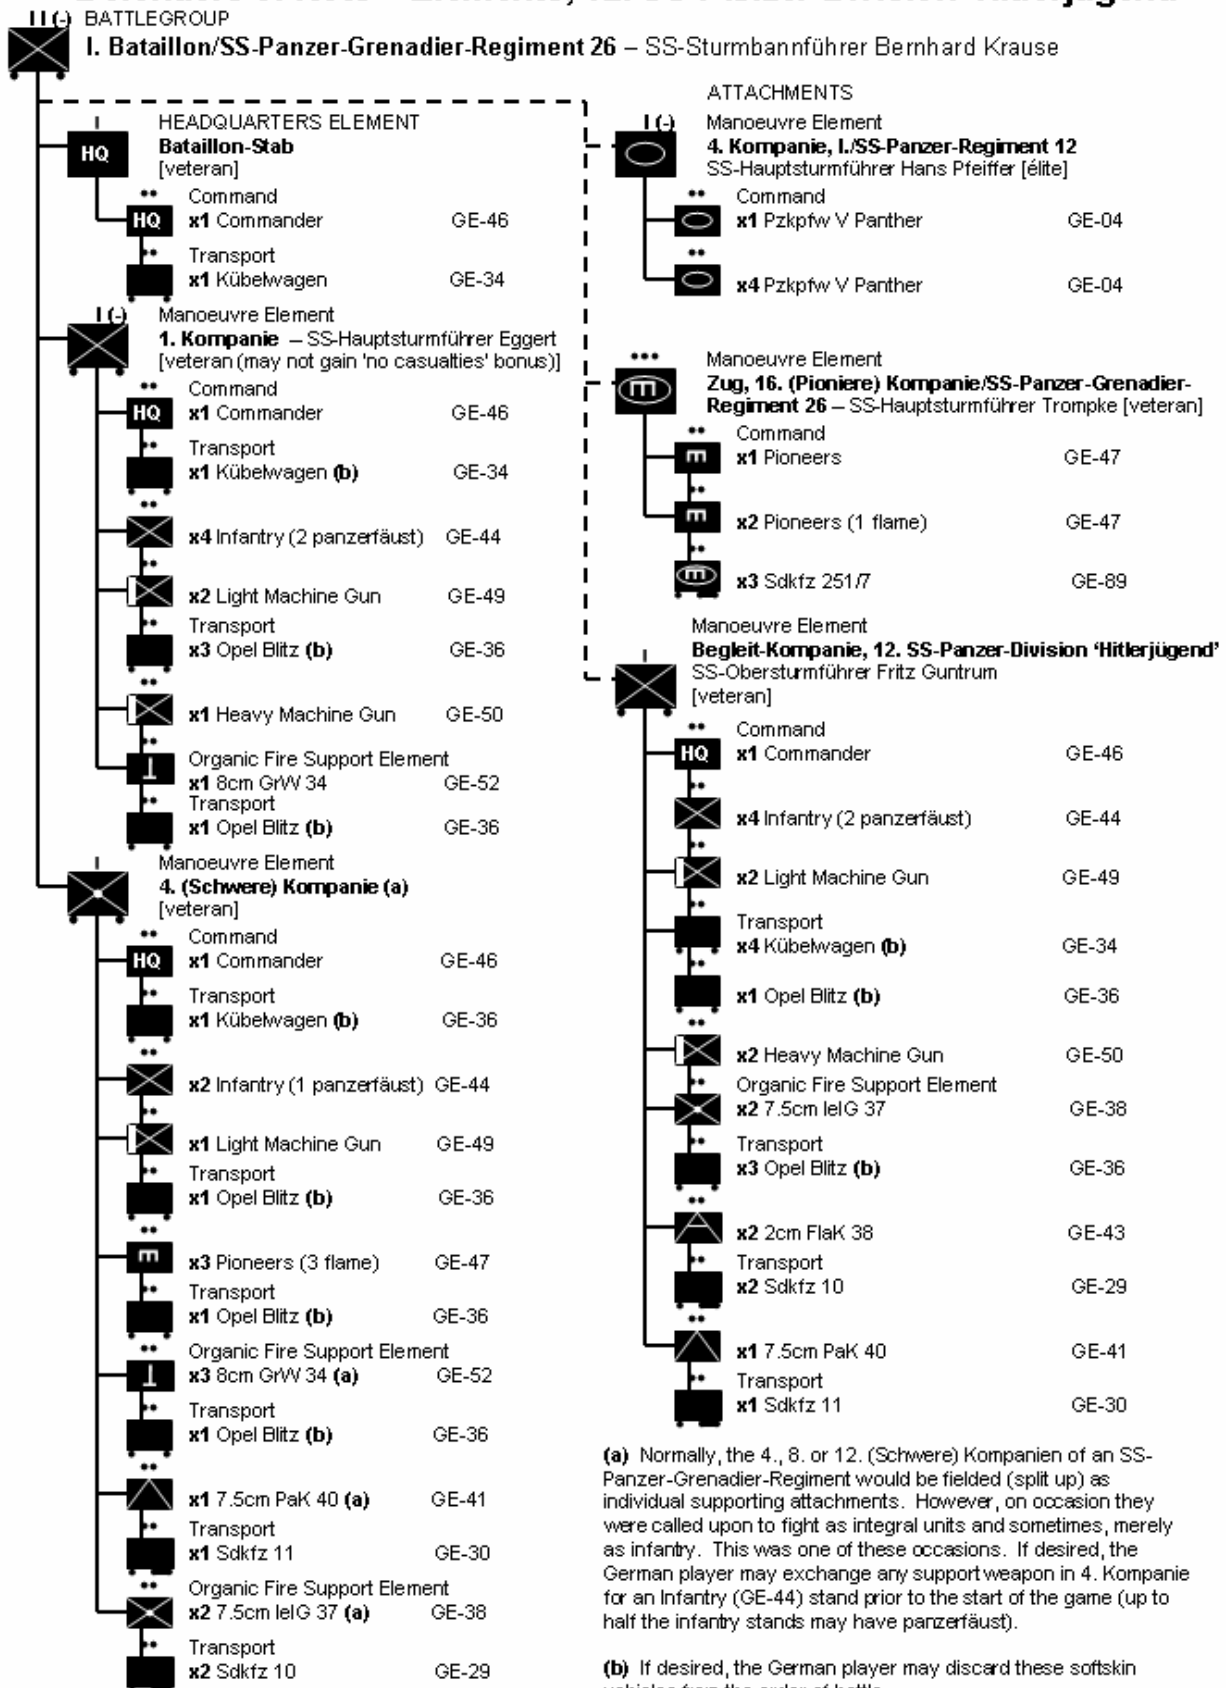 BATTLEGROUP
I I (-)
I. Bataillon/SS-Panzer-Grenadier-Regiment 26 – SS-Sturmbannführer Bernhard Krause
HEADQUARTERS ELEMENT
I
HQ
Bataillon-Stab
[veteran]
Command
HQ
x1 Commander GE-46
Transport
x1 Kübelwagen GE-34
I (-)
Manoeuvre Element
1. Kompanie – SS-Hauptsturmführer Eggert
[veteran (may not gain 'no casualties' bonus)]
Command
HQ
x1 Commander GE-46
Transport
x1 Kübelwagen (b) GE-34
x4 Infantry (2 panzerfäust) GE-44
x2 Light Machine Gun GE-49
Transport
x3 Opel Blitz (b) GE-36
x1 Heavy Machine Gun GE-50
Organic Fire Support Element
x1 8cm GrW 34 GE-52
Transport
x1 Opel Blitz (b) GE-36
I
Manoeuvre Element
4. (Schwere) Kompanie (a)
[veteran]
Command
HQ
x1 Commander GE-46
Transport
x1 Kübelwagen (b) GE-36
x2 Infantry (1 panzerfäust) GE-44
x1 Light Machine Gun GE-49
Transport
x1 Opel Blitz (b) GE-36
x3 Pioneers (3 flame) GE-47
Transport
x1 Opel Blitz (b) GE-36
Organic Fire Support Element
x3 8cm GrW 34 (a) GE-52
Transport
x1 Opel Blitz (b) GE-36
x1 7.5cm PaK 40 (a) GE-41
Transport
x1 Sdkfz 11 GE-30
Organic Fire Support Element
x2 7.5cm leIG 37 (a) GE-38
Transport
x2 Sdkfz 10 GE-29
ATTACHMENTS
I (-)
Manoeuvre Element
4. Kompanie, I./SS-Panzer-Regiment 12
SS-Hauptsturmführer Hans Pfeiffer [élite]
Command
x1 Pzkpfw V Panther GE-04
x4 Pzkpfw V Panther GE-04
Manoeuvre Element
Zug, 16. (Pioniere) Kompanie/SS-Panzer-Grenadier-
Regiment 26 – SS-Hauptsturmführer Trompke [veteran]
Command
x1 Pioneers GE-47
x2 Pioneers (1 flame) GE-47
x3 Sdkfz 251/7 GE-89
Manoeuvre Element
I
Begleit-Kompanie, 12. SS-Panzer-Division ‘Hitlerjügend’
SS-Obersturmführer Fritz Guntrum
[veteran]
Command
HQ
x1 Commander GE-46
x4 Infantry (2 panzerfäust) GE-44
x2 Light Machine Gun GE-49
Transport
x4 Kübelwagen (b) GE-34
x1 Opel Blitz (b) GE-36
x2 Heavy Machine Gun GE-50
Organic Fire Support Element
x2 7.5cm leIG 37 GE-38
Transport
x3 Opel Blitz (b) GE-36
x2 2cm FlaK 38 GE-43
Transport
x2 Sdkfz 10 GE-29
x1 7.5cm PaK 40 GE-41
Transport
x1 Sdkfz 11 GE-30
(a) Normally, the 4., 8. or 12. (Schwere) Kompanien of an SS-
Panzer-Grenadier-Regiment would be fielded (split up) as
individual supporting attachments. However, on occasion they
were called upon to fight as integral units and sometimes, merely
as infantry. This was one of these occasions. If desired, the
German player may exchange any support weapon in 4. Kompanie
for an Infantry (GE-44) stand prior to the start of the game (up to
half the infantry stands may have panzerfäust).
(b) If desired, the German player may discard these softskin